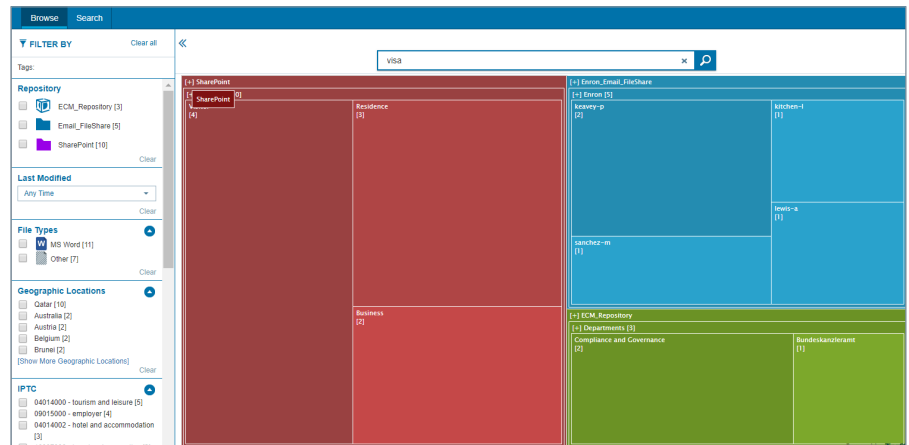 Browse Search
FILTER BY Clear all
Tags:
Repository
ECM_Repository [3]
Email_FileShare [5]
SharePoint [10]
Clear
Last Modified
Any Time
Clear
File Types
MS Word [11]
Other [7]
Clear
Geographic Locations
Qatar [10]
Australia [2]
Austria [2]
Belgium [2]
Brunei [2]
[Show More Geographic Locations]
Clear
IPTC
04014000 - tourism and leisure [5]
09015000 - employer [4]
04014002 - hotel and accommodation
[3]
visa
[+] SharePoint
SharePoint
[4]
Residence
[3]
Business
[2]
[+] Enron_Email_FileShare
[+] Enron [5]
keavey-p
[2]
kitchen-l
[1]
lewis-a
[1]
sanchez-m
[1]
[+] ECM_Repository
[+] Departments [3]
Compliance and Governance
[2]
Bundeskanzleramt
[1]